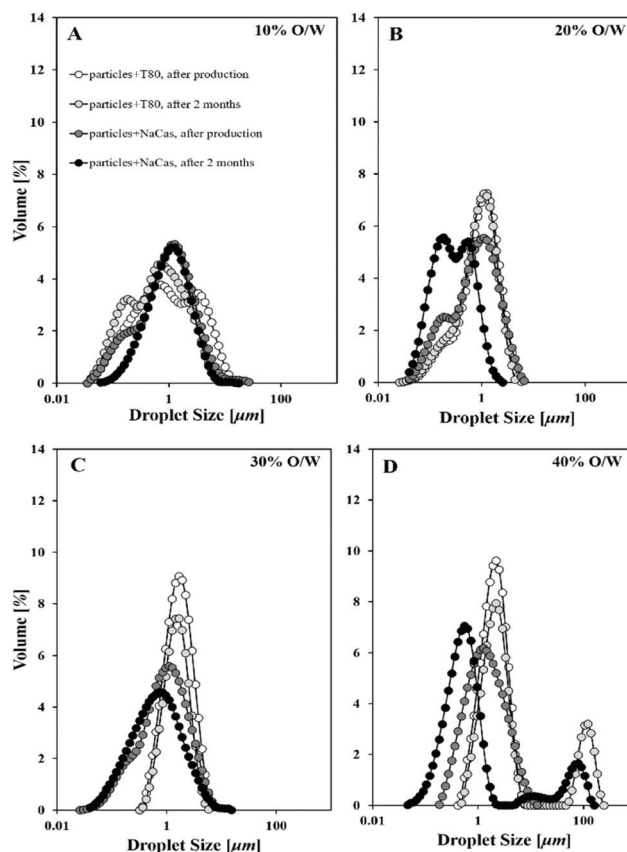 14
A
10% O/W
12
particles+T80, after production
10
particles+T80, after 2 months
8
particles+NaCas, after production
6
particles+NaCas, after 2 months
4
2
0
Volume [%]
0.01
1
100
Droplet Size [µm]
14
B
20% O/W
12
10
8
6
4
2
0
0.01
1
100
Droplet Size [µm]
14
C
30% O/W
12
10
8
6
4
2
0
Volume [%]
0.01
1
100
Droplet Size [µm]
14
D
40% O/W
12
10
8
6
4
2
0
0.01
1
100
Droplet Size [µm]